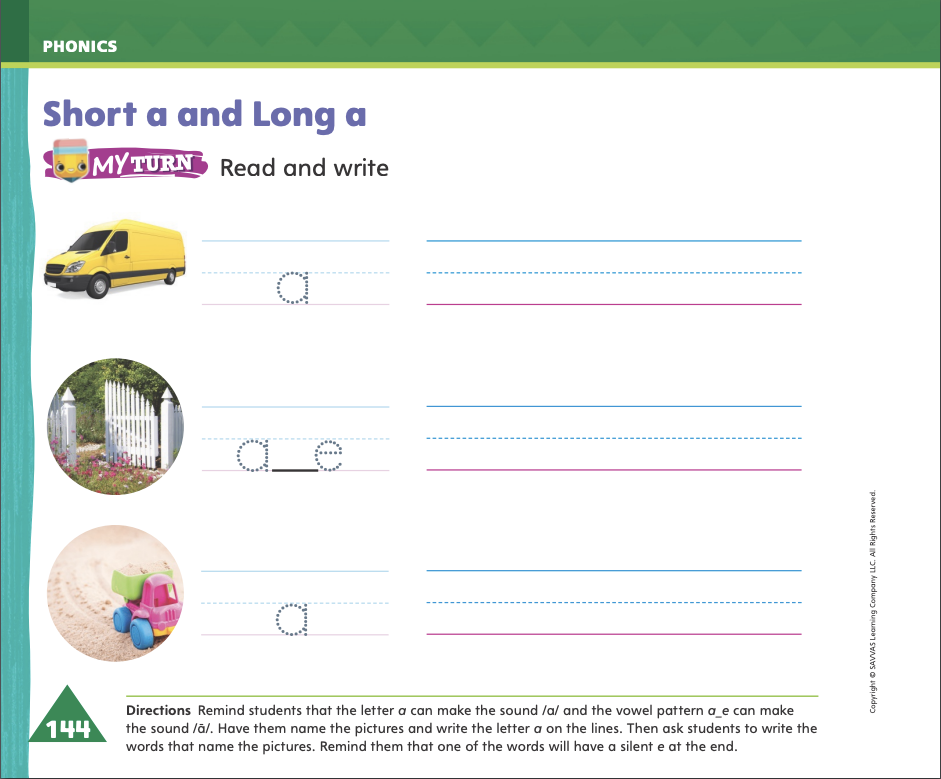 PHONICS
Short a and Long a
MY TURN Read and write
a
a_e
a
Copyright © SAVVAS Learning Company LLC. All Rights Reserved.
144
Directions Remind students that the letter a can make the sound /a/ and the vowel pattern a_e can make
the sound /ā/. Have them name the pictures and write the letter a on the lines. Then ask students to write the
words that name the pictures. Remind them that one of the words will have a silent e at the end.